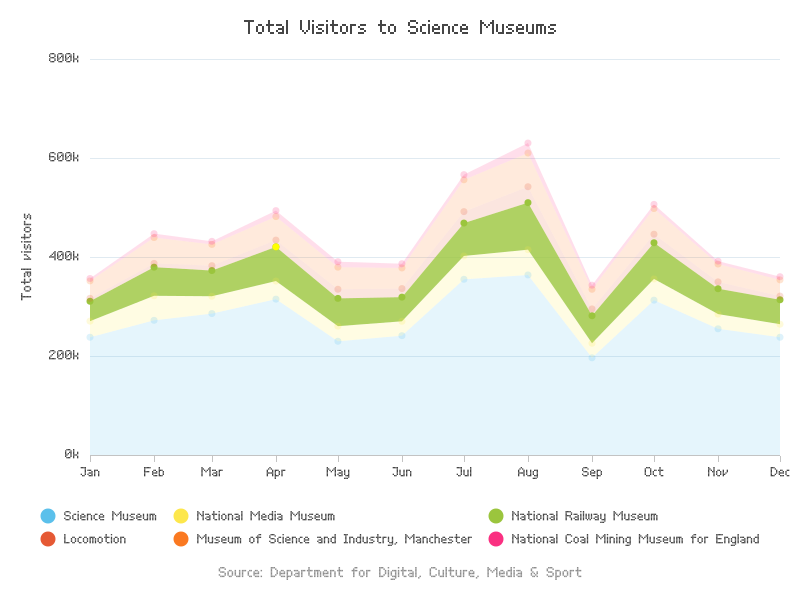 Total Visitors to Science Museums
800k
600k
400k
200k
0k
Total visitors
Jan Feb Mar Apr May Jun Jul Aug Sep Oct Nov Dec
Science Museum National Media Museum National Railway Museum
Locomotion Museum of Science and Industry, Manchester National Coal Mining Museum for England
Source: Department for Digital, Culture, Media & Sport